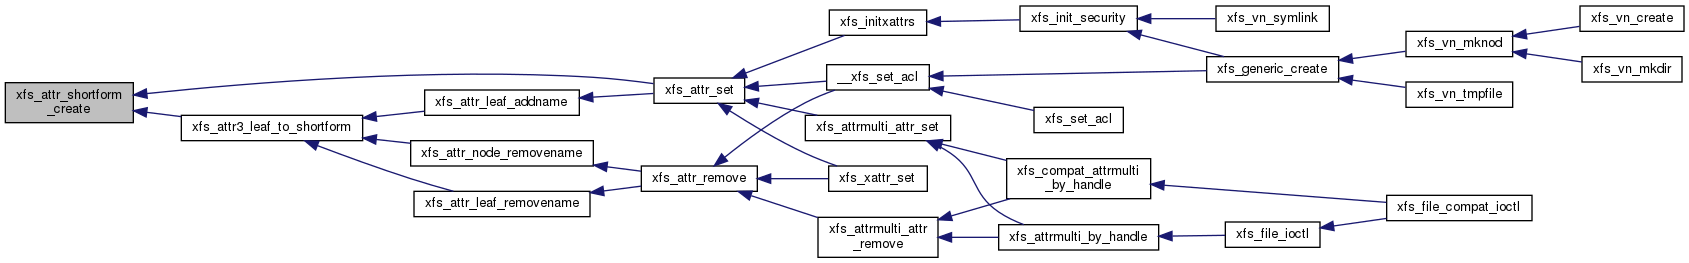 xfs_attr_shortform
_create
xfs_attr3_leaf_to_shortform
xfs_attr_leaf_addname
xfs_attr_node_removename
xfs_attr_leaf_removename
xfs_attr_set
xfs_attr_remove
xfs_initxattrs
__xfs_set_acl
xfs_attrmulti_attr_set
xfs_xattr_set
xfs_attrmulti_attr
_remove
xfs_init_security
xfs_set_acl
xfs_compat_attrmulti
_by_handle
xfs_attrmulti_by_handle
xfs_vn_symlink
xfs_generic_create
xfs_file_ioctl
xfs_vn_mknod
xfs_vn_tmpfile
xfs_file_compat_ioctl
xfs_vn_create
xfs_vn_mkdir